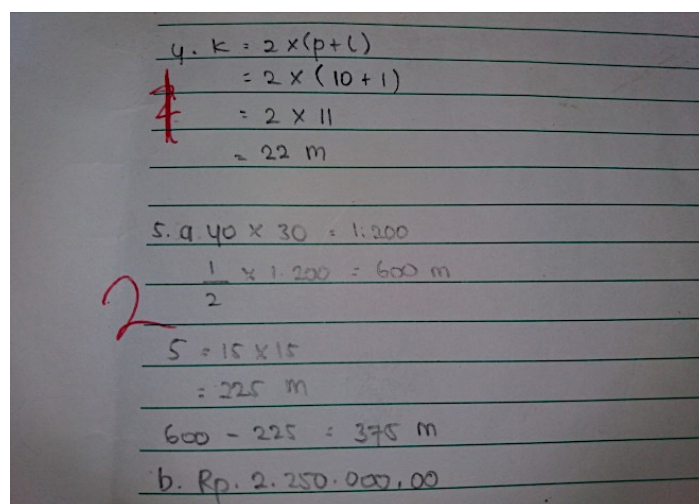 4. K = 2 x (p + l)
= 2 x (10 + 1)
= 2 x 11
= 22 m
4
5. a. 40 x 30 = 1.200
1/2 x 1.200 = 600 m
2
S = 15 x 15
= 225 m
600 - 225 = 375 m
b. Rp. 2.250.000,00